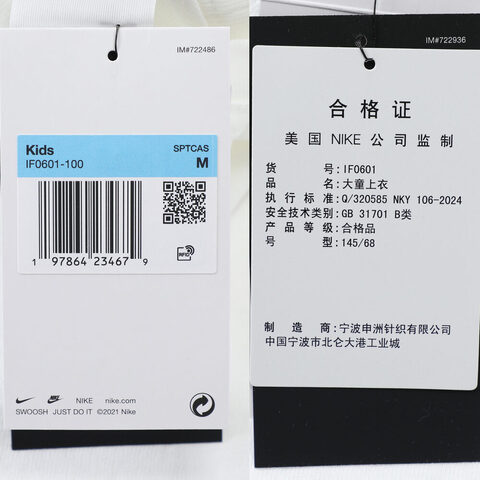 IM#722486
Kids
SPTCAS
IF0601-100
M
1 97864 23467 9
RFID
NIKE nike.com
SWOOSH JUST DO IT ©2021 Nike
IM#722936
合格证
美国 NIKE 公司监制
货号:IF0601
品名:大童上衣
执行标准:Q/320585 NKY 106-2024
安全技术类别:GB 31701 B类
产品等级:合格品
号型:145/68
制造商:宁波申洲针织有限公司
中国宁波市北仑大港工业城